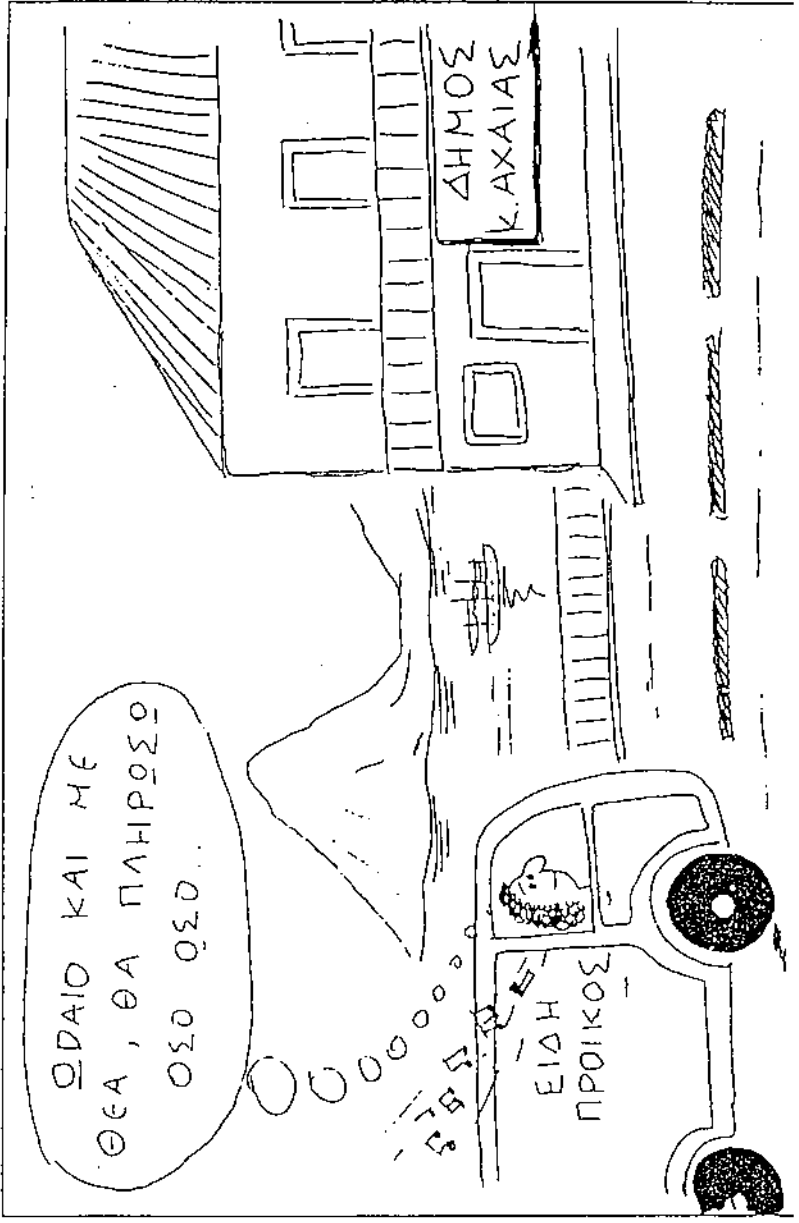 ΩΡΑΙΟ ΚΑΙ ΜΕ
ΘΕΑ, ΘΑ ΠΛΗΡΩΣΩ
ΟΣΟ ΟΣΟ..
ΔΗΜΟΣ
Κ. ΑΧΑΙΑΣ
ΕΙΔΗ
ΠΡΟΙΚΟΣ